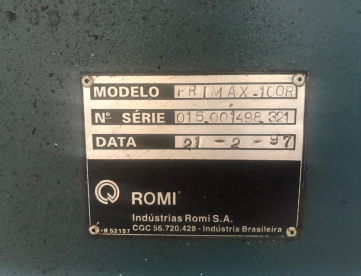 MODELO PRIMAX-1COR
Nº SÉRIE 015.001498.321
DATA 21-2-97
ROMI
Indústrias Romi S.A.
CGC 56.720.428 - Indústria Brasileira
R52157